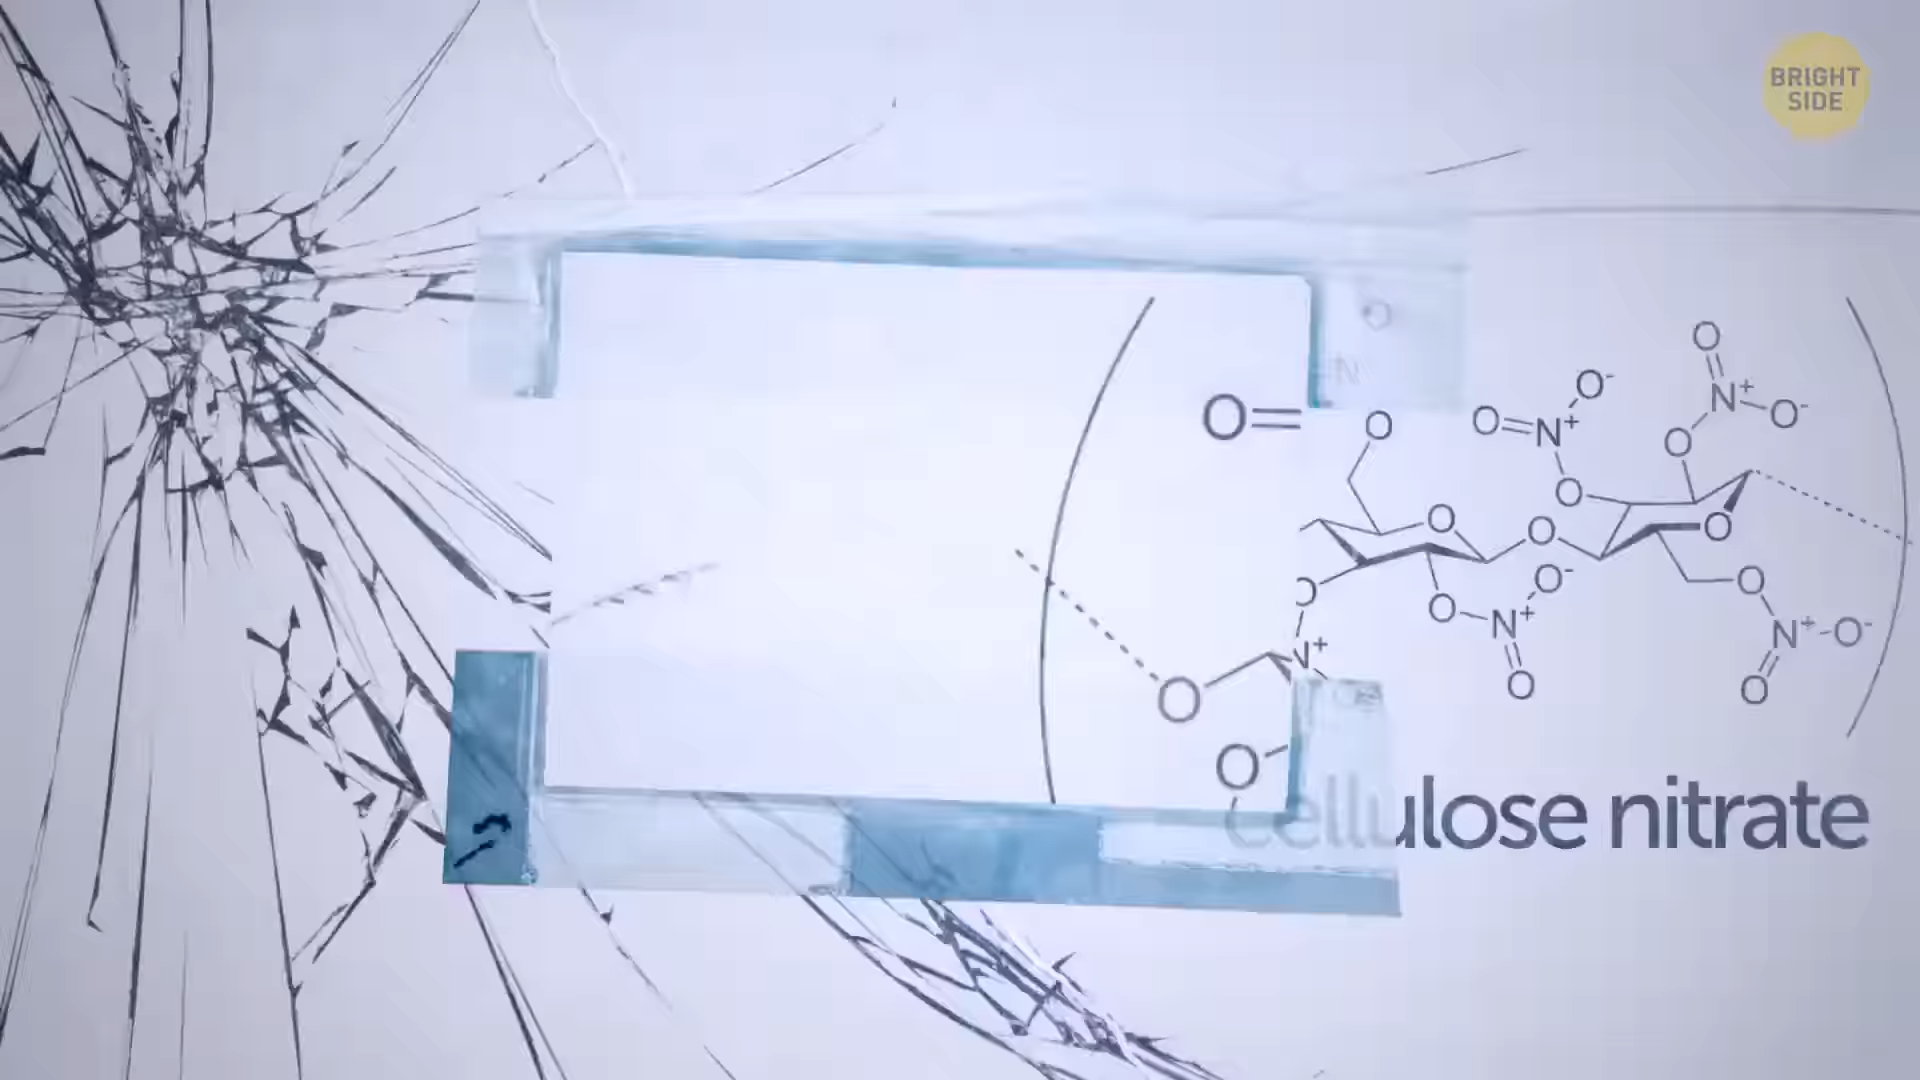 BRIGHT
SIDE
O
O
O=
O
O=N+
O-
N+
O-
O
O
O
O
O
O
O-
O
N+
O
N+
O
N+
O-
O
O
O
O
cellulose nitrate